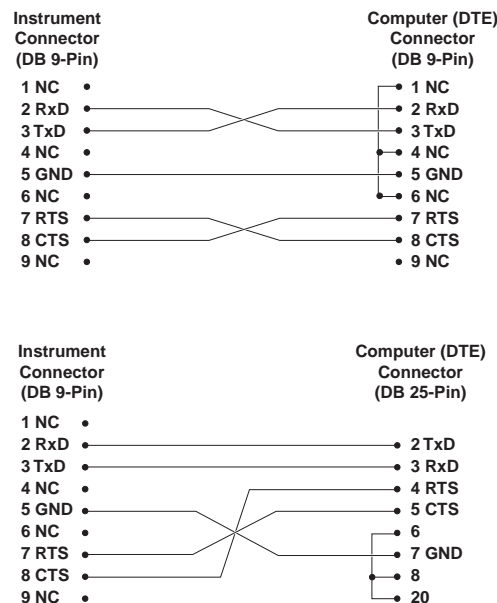 Instrument
Connector
(DB 9-Pin)
Computer (DTE)
Connector
(DB 9-Pin)
1 NC
2 RxD
3 TxD
4 NC
5 GND
6 NC
7 RTS
8 CTS
9 NC
1 NC
2 RxD
3 TxD
4 NC
5 GND
6 NC
7 RTS
8 CTS
9 NC
Instrument
Connector
(DB 9-Pin)
Computer (DTE)
Connector
(DB 25-Pin)
1 NC
2 RxD
3 TxD
4 NC
5 GND
6 NC
7 RTS
8 CTS
9 NC
2 TxD
3 RxD
4 RTS
5 CTS
6
7 GND
8
20